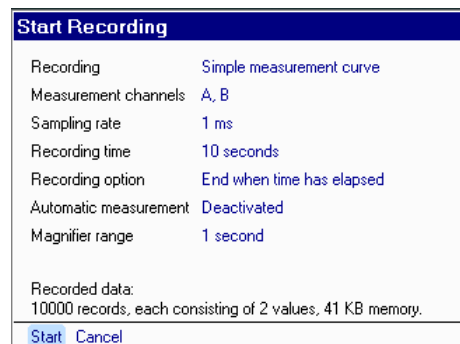 Start Recording
Recording Simple measurement curve
Measurement channels A, B
Sampling rate 1 ms
Recording time 10 seconds
Recording option End when time has elapsed
Automatic measurement Deactivated
Magnifier range 1 second
Recorded data:
10000 records, each consisting of 2 values, 41 KB memory.
Start Cancel